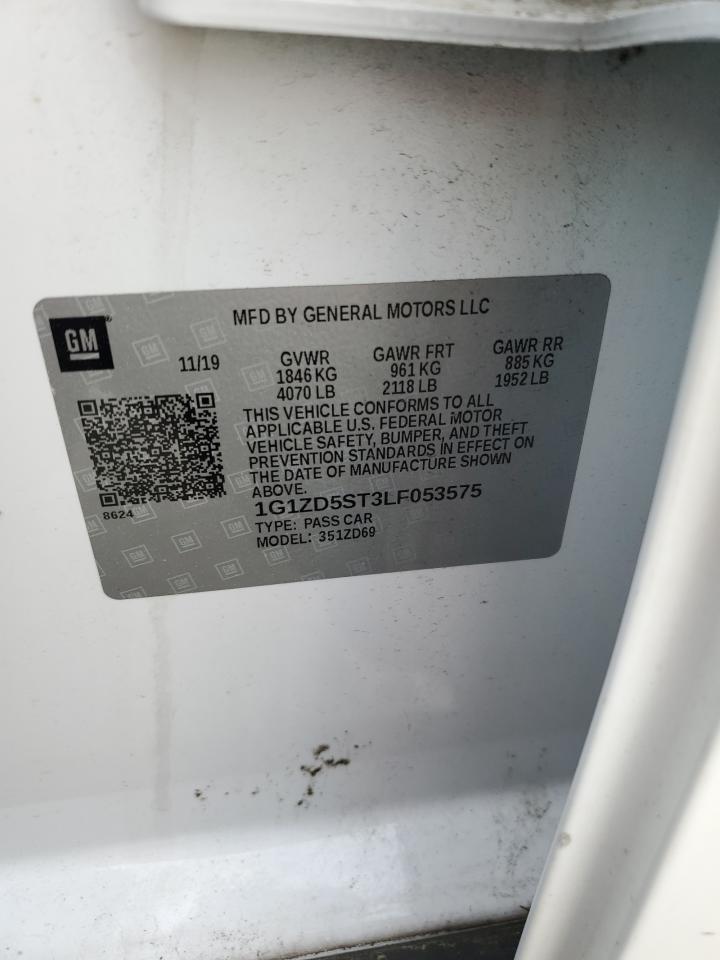 GM
MFD BY GENERAL MOTORS LLC
11/19
GVWR
1846 KG
4070 LB
GAWR FRT
961 KG
2118 LB
GAWR RR
885 KG
1952 LB
THIS VEHICLE CONFORMS TO ALL
APPLICABLE U.S. FEDERAL MOTOR
VEHICLE SAFETY, BUMPER, AND THEFT
PREVENTION STANDARDS IN EFFECT ON
THE DATE OF MANUFACTURE SHOWN
ABOVE.
8624
1G1ZD5ST3LF053575
TYPE: PASS CAR
MODEL: 351ZD69